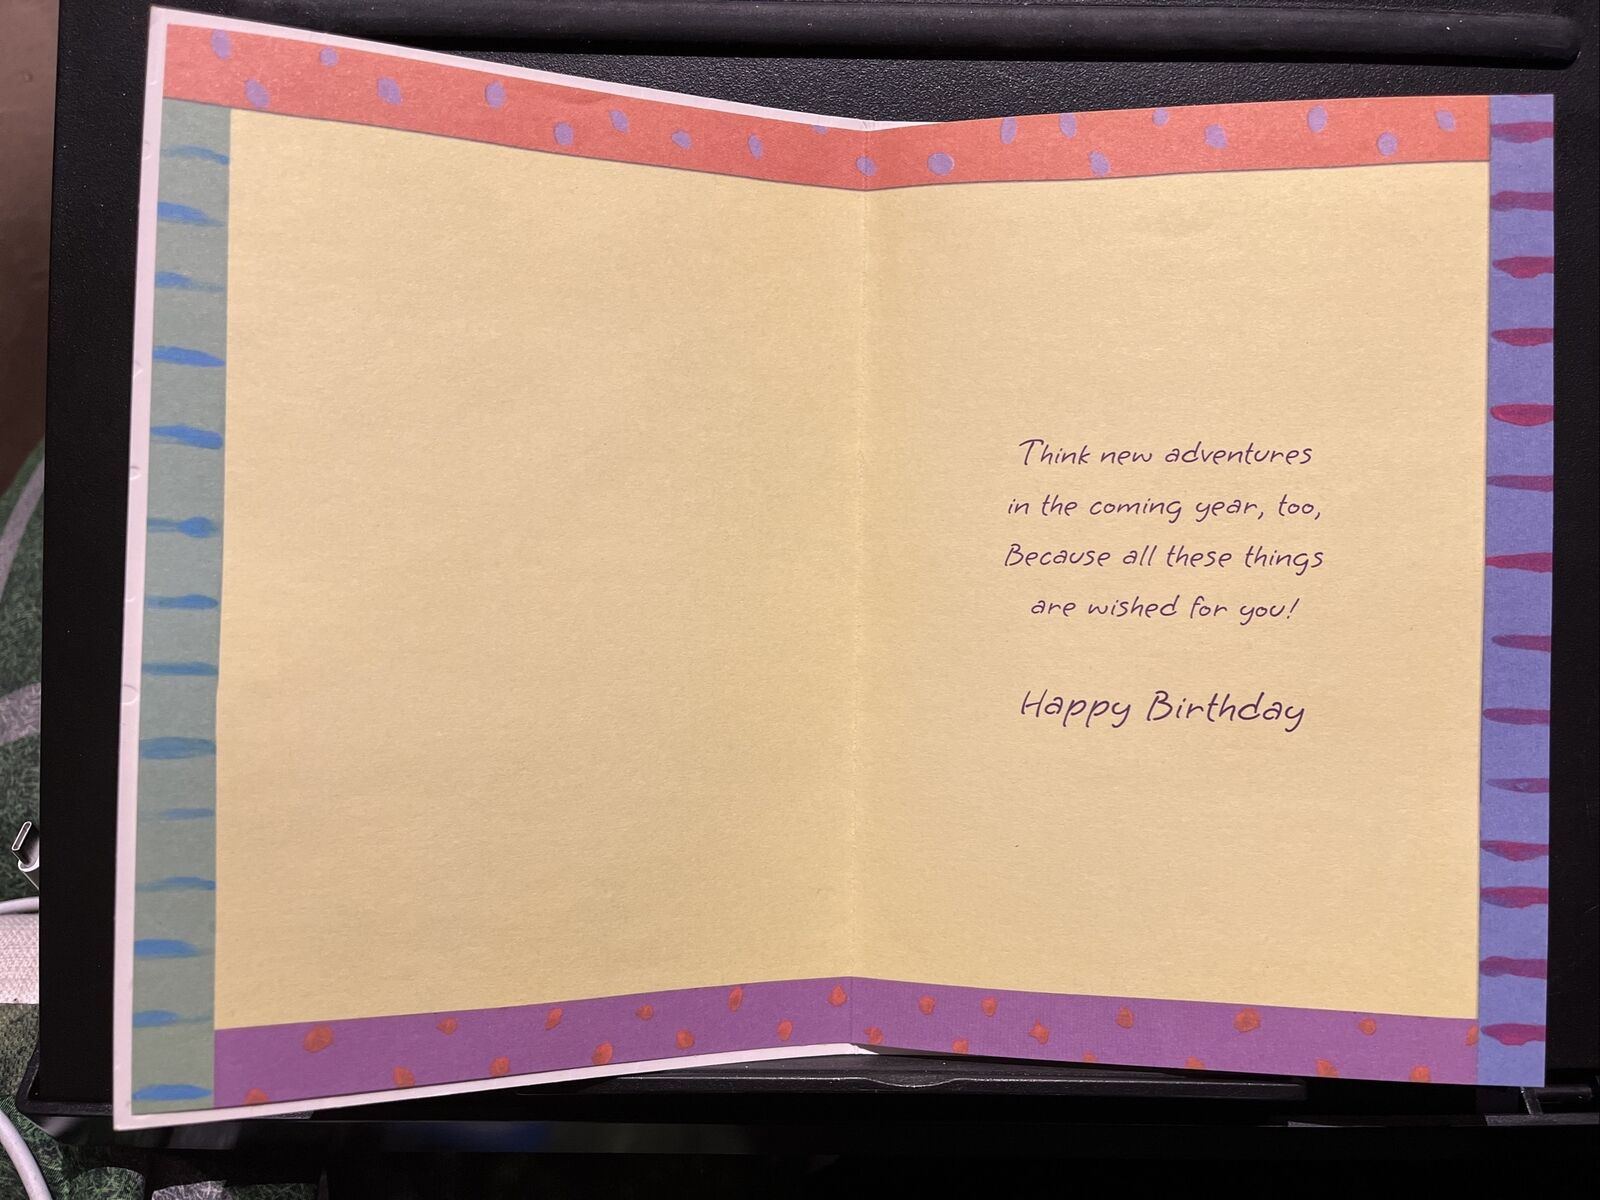 Think new adventures
in the coming year, too,
Because all these things
are wished for you!
Happy Birthday